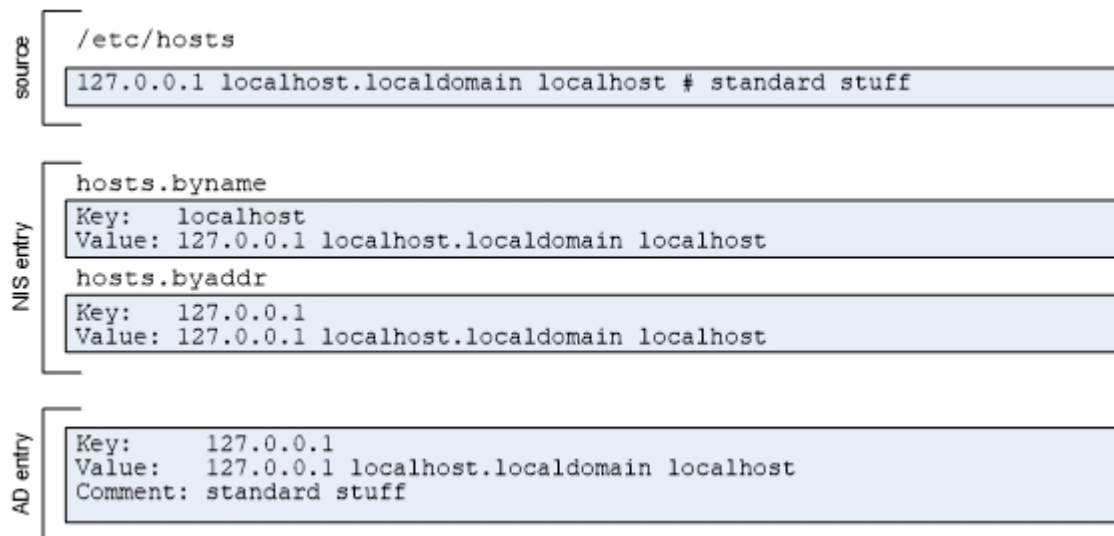 source
/etc/hosts
127.0.0.1 localhost.localdomain localhost # standard stuff
NIS entry
hosts.byname
Key: localhost
Value: 127.0.0.1 localhost.localdomain localhost
hosts.byaddr
Key: 127.0.0.1
Value: 127.0.0.1 localhost.localdomain localhost
AD entry
Key: 127.0.0.1
Value: 127.0.0.1 localhost.localdomain localhost
Comment: standard stuff